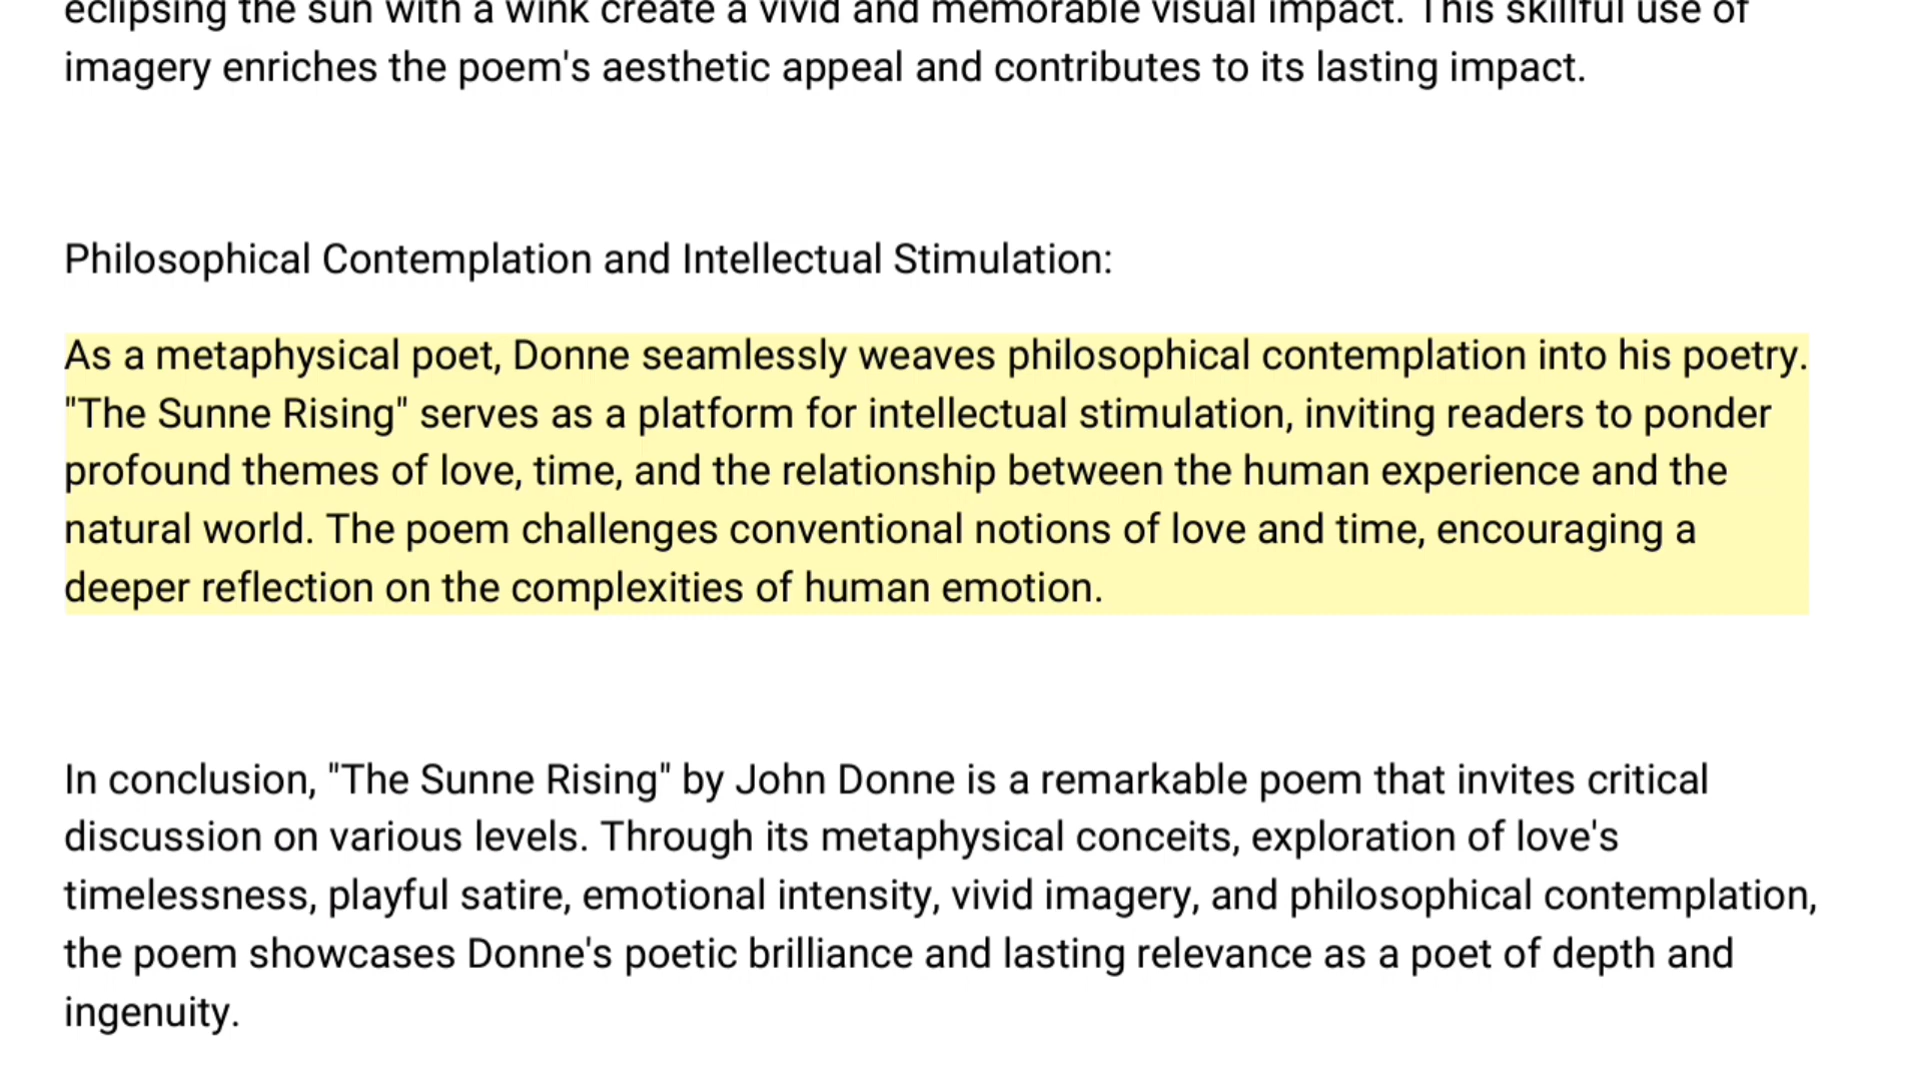 eclipsing the sun with a wink create a vivid and memorable visual impact. This skillful use of
imagery enriches the poem's aesthetic appeal and contributes to its lasting impact.
Philosophical Contemplation and Intellectual Stimulation:
As a metaphysical poet, Donne seamlessly weaves philosophical contemplation into his poetry.
"The Sunne Rising" serves as a platform for intellectual stimulation, inviting readers to ponder
profound themes of love, time, and the relationship between the human experience and the
natural world. The poem challenges conventional notions of love and time, encouraging a
deeper reflection on the complexities of human emotion.
In conclusion, "The Sunne Rising" by John Donne is a remarkable poem that invites critical
discussion on various levels. Through its metaphysical conceits, exploration of love's
timelessness, playful satire, emotional intensity, vivid imagery, and philosophical contemplation,
the poem showcases Donne's poetic brilliance and lasting relevance as a poet of depth and
ingenuity.